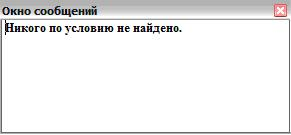 Окно сообщений
Никого по условию не найдено.